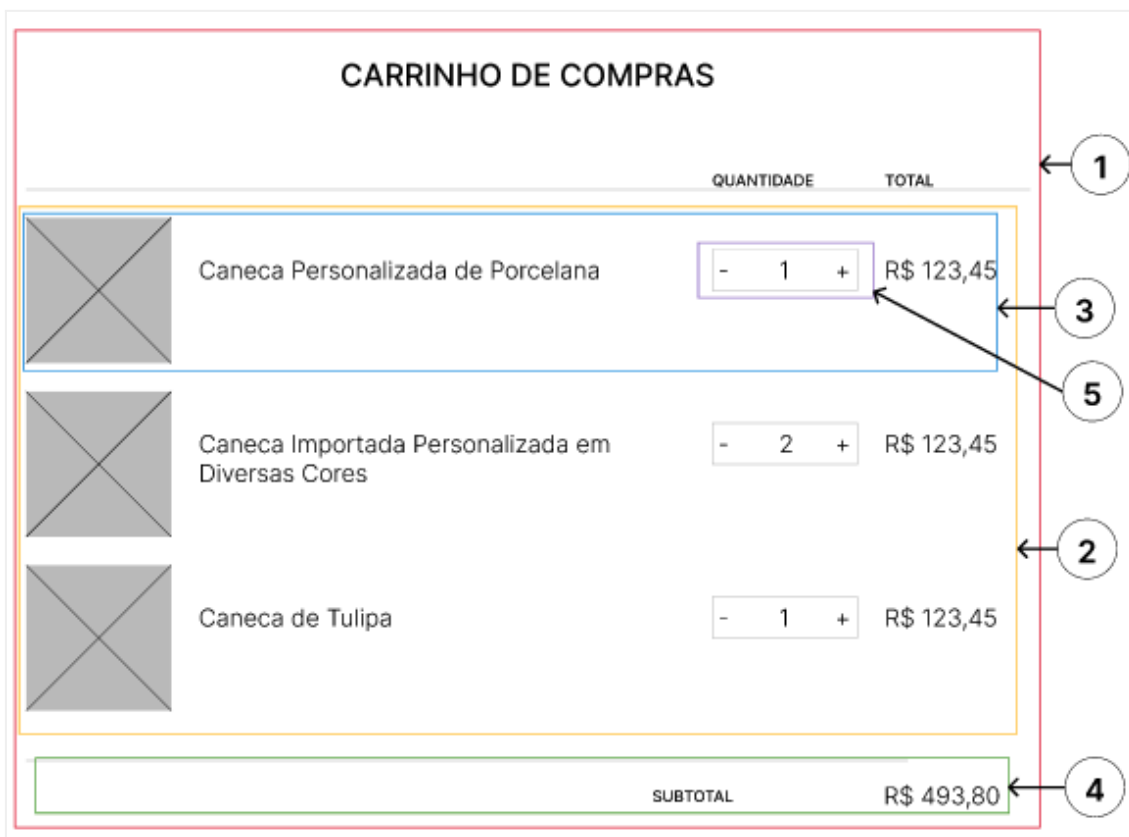 CARRINHO DE COMPRAS
1
QUANTIDADE TOTAL
Caneca Personalizada de Porcelana - 1 + R$ 123,45
3
5
Caneca Importada Personalizada em - 2 + R$ 123,45
Diversas Cores
2
Caneca de Tulipa - 1 + R$ 123,45
SUBTOTAL R$ 493,80
4